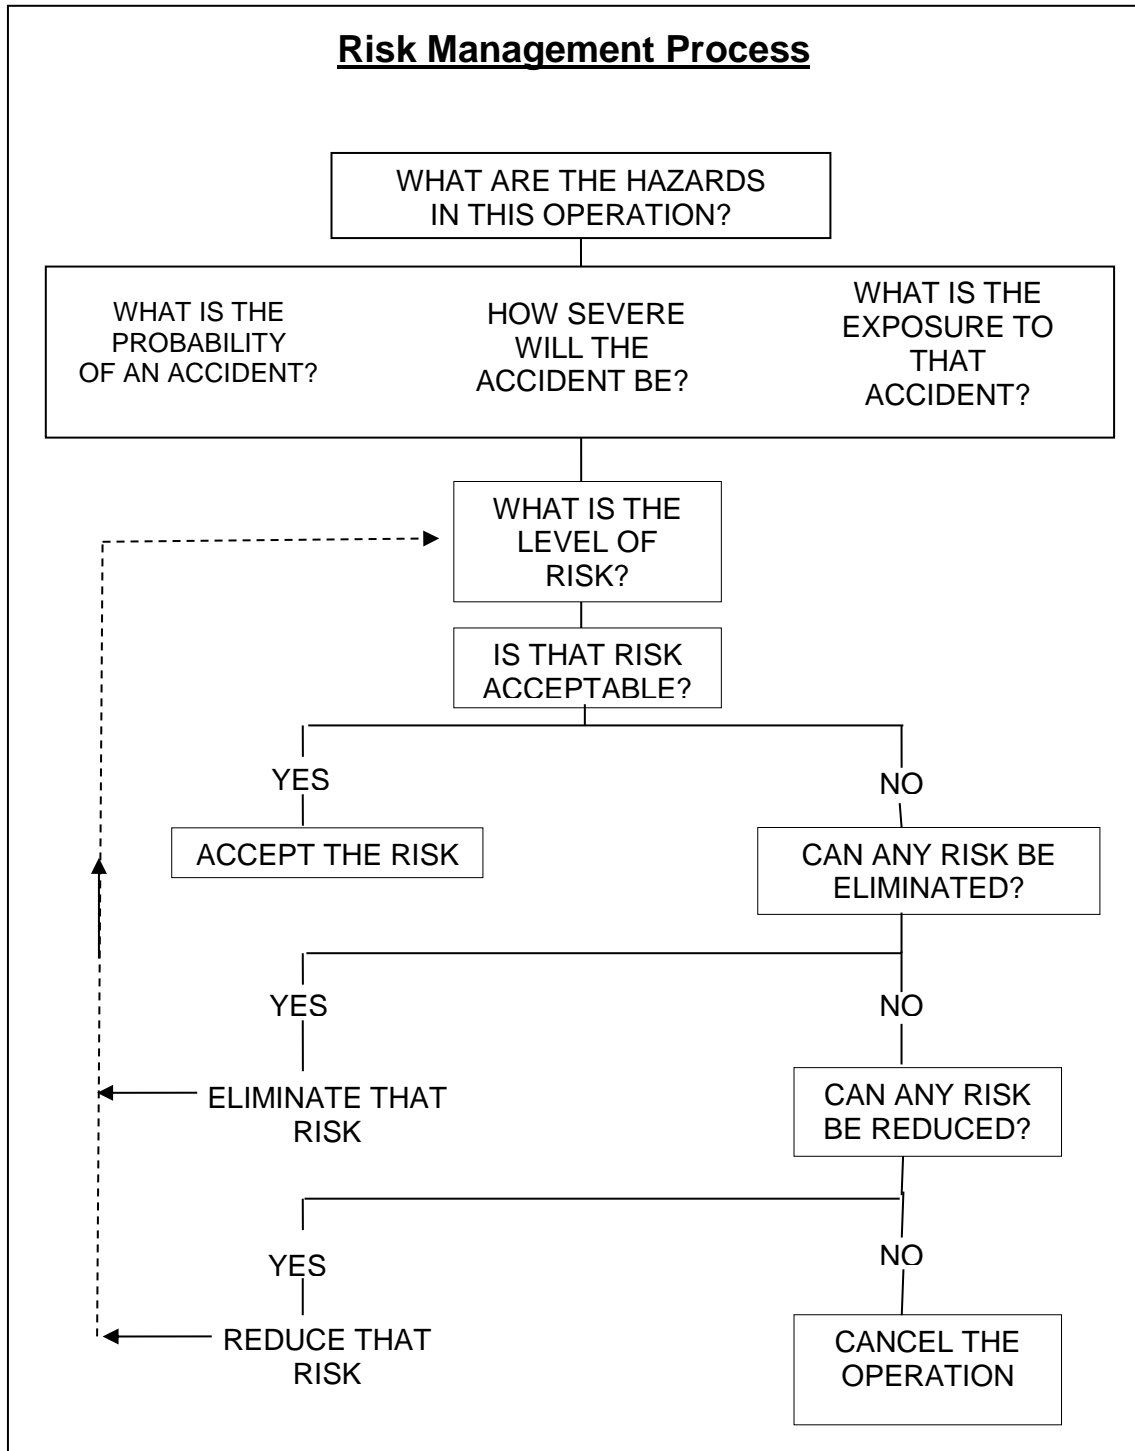 Risk Management Process
WHAT ARE THE HAZARDS
IN THIS OPERATION?
WHAT IS THE
PROBABILITY
OF AN ACCIDENT?
HOW SEVERE
WILL THE
ACCIDENT BE?
WHAT IS THE
EXPOSURE TO
THAT
ACCIDENT?
WHAT IS THE
LEVEL OF
RISK?
IS THAT RISK
ACCEPTABLE?
YES
NO
ACCEPT THE RISK
CAN ANY RISK BE
ELIMINATED?
YES
NO
ELIMINATE THAT
RISK
CAN ANY RISK
BE REDUCED?
YES
NO
REDUCE THAT
RISK
CANCEL THE
OPERATION